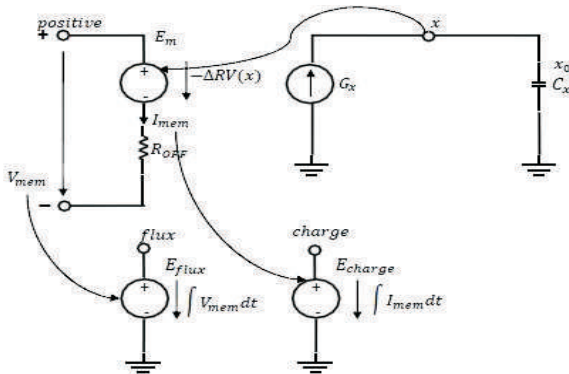 positive
+
E_m
x
+
-
-ΔRV(x)
G_x
x_0
C_x
I_mem
R_OFF
V_mem
-
flux
charge
+
-
E_flux
∫ V_mem dt
+
-
E_charge
∫ I_mem dt